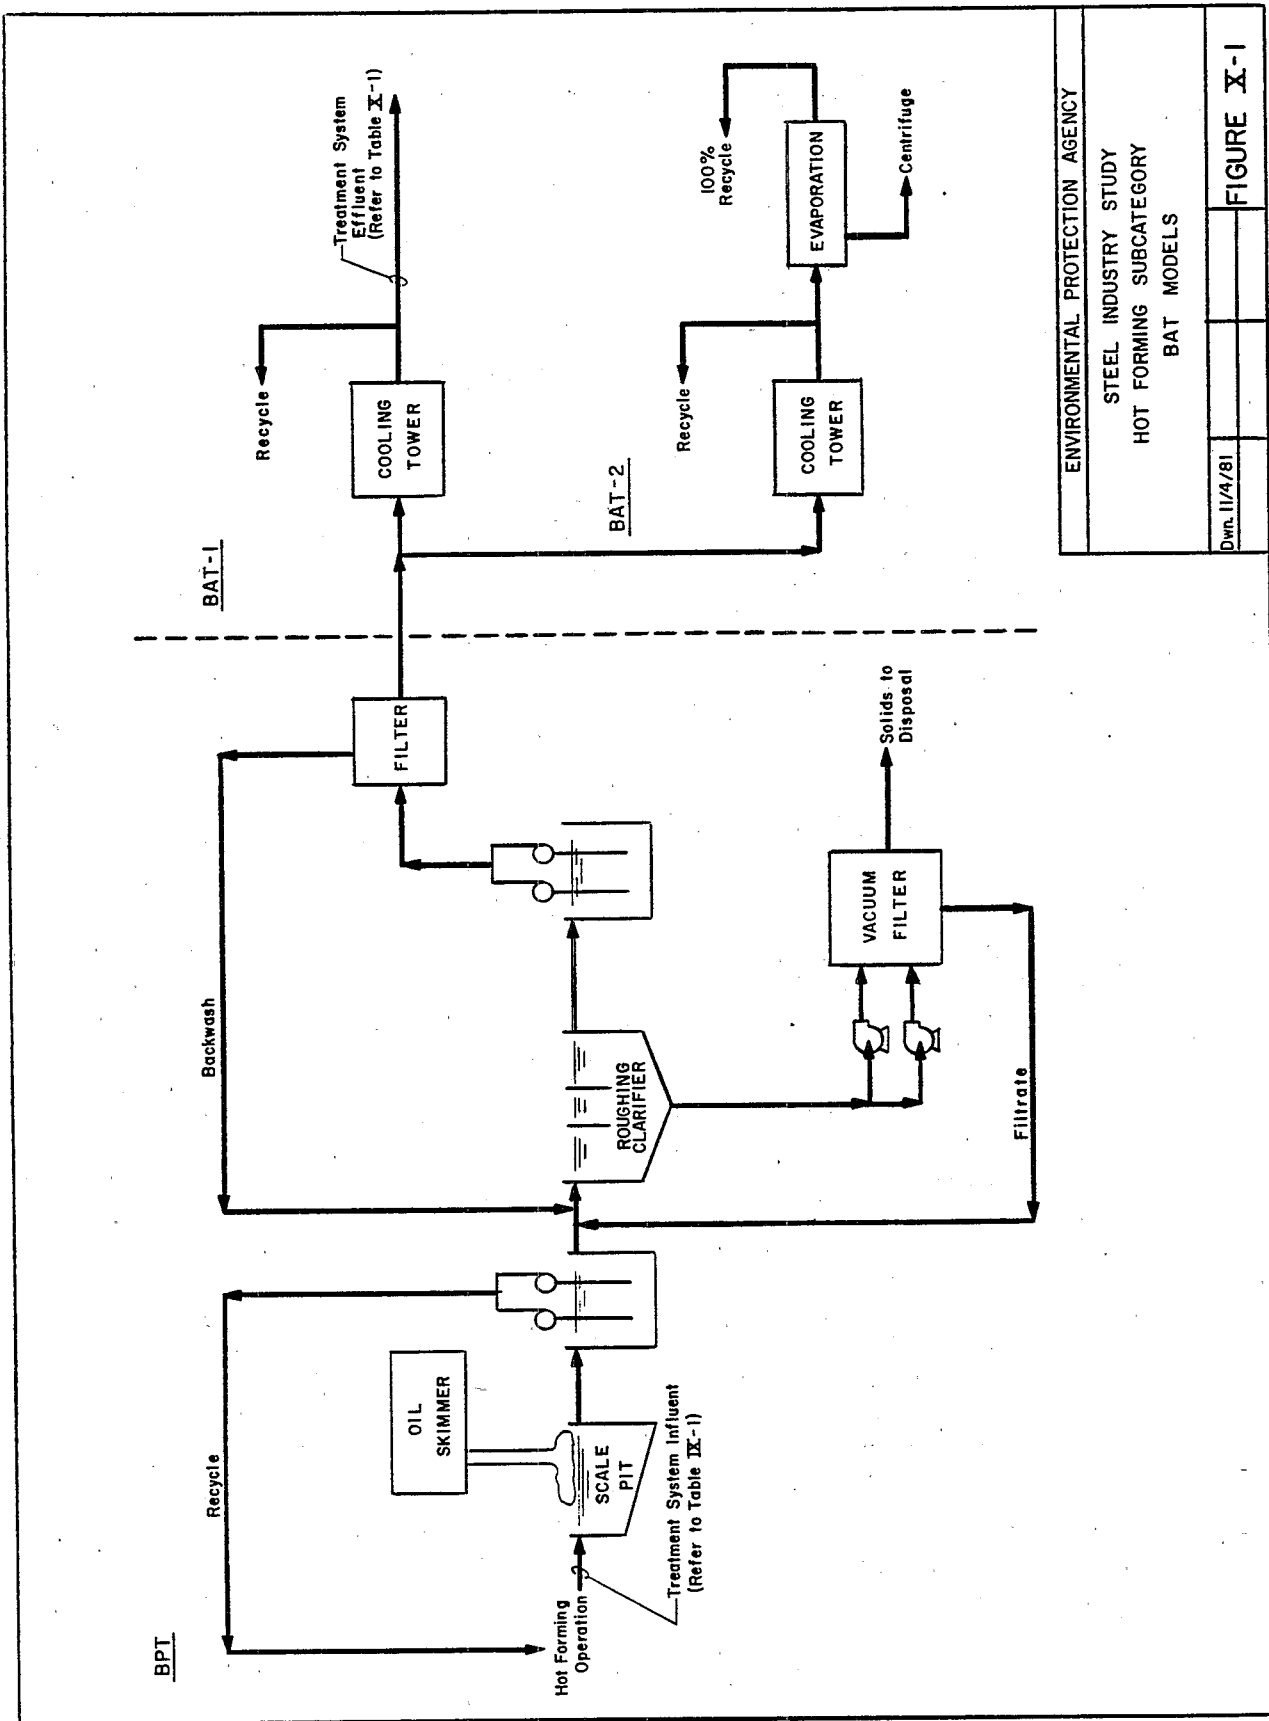 BPT
Recycle
Hot Forming
Operation
Treatment System Influent
(Refer to Table IX-1)
OIL
SKIMMER
SCALE
PIT
Backwash
ROUGHING
CLARIFIER
Filtrate
VACUUM
FILTER
Solids to
Disposal
FILTER
BAT-1
COOLING
TOWER
Recycle
Treatment System
Effluent
(Refer to Table X-1)
BAT-2
COOLING
TOWER
Recycle
EVAPORATION
100%
Recycle
Centrifuge
ENVIRONMENTAL PROTECTION AGENCY
STEEL INDUSTRY STUDY
HOT FORMING SUBCATEGORY
BAT MODELS
Dwn. 11/4/81
FIGURE X-1